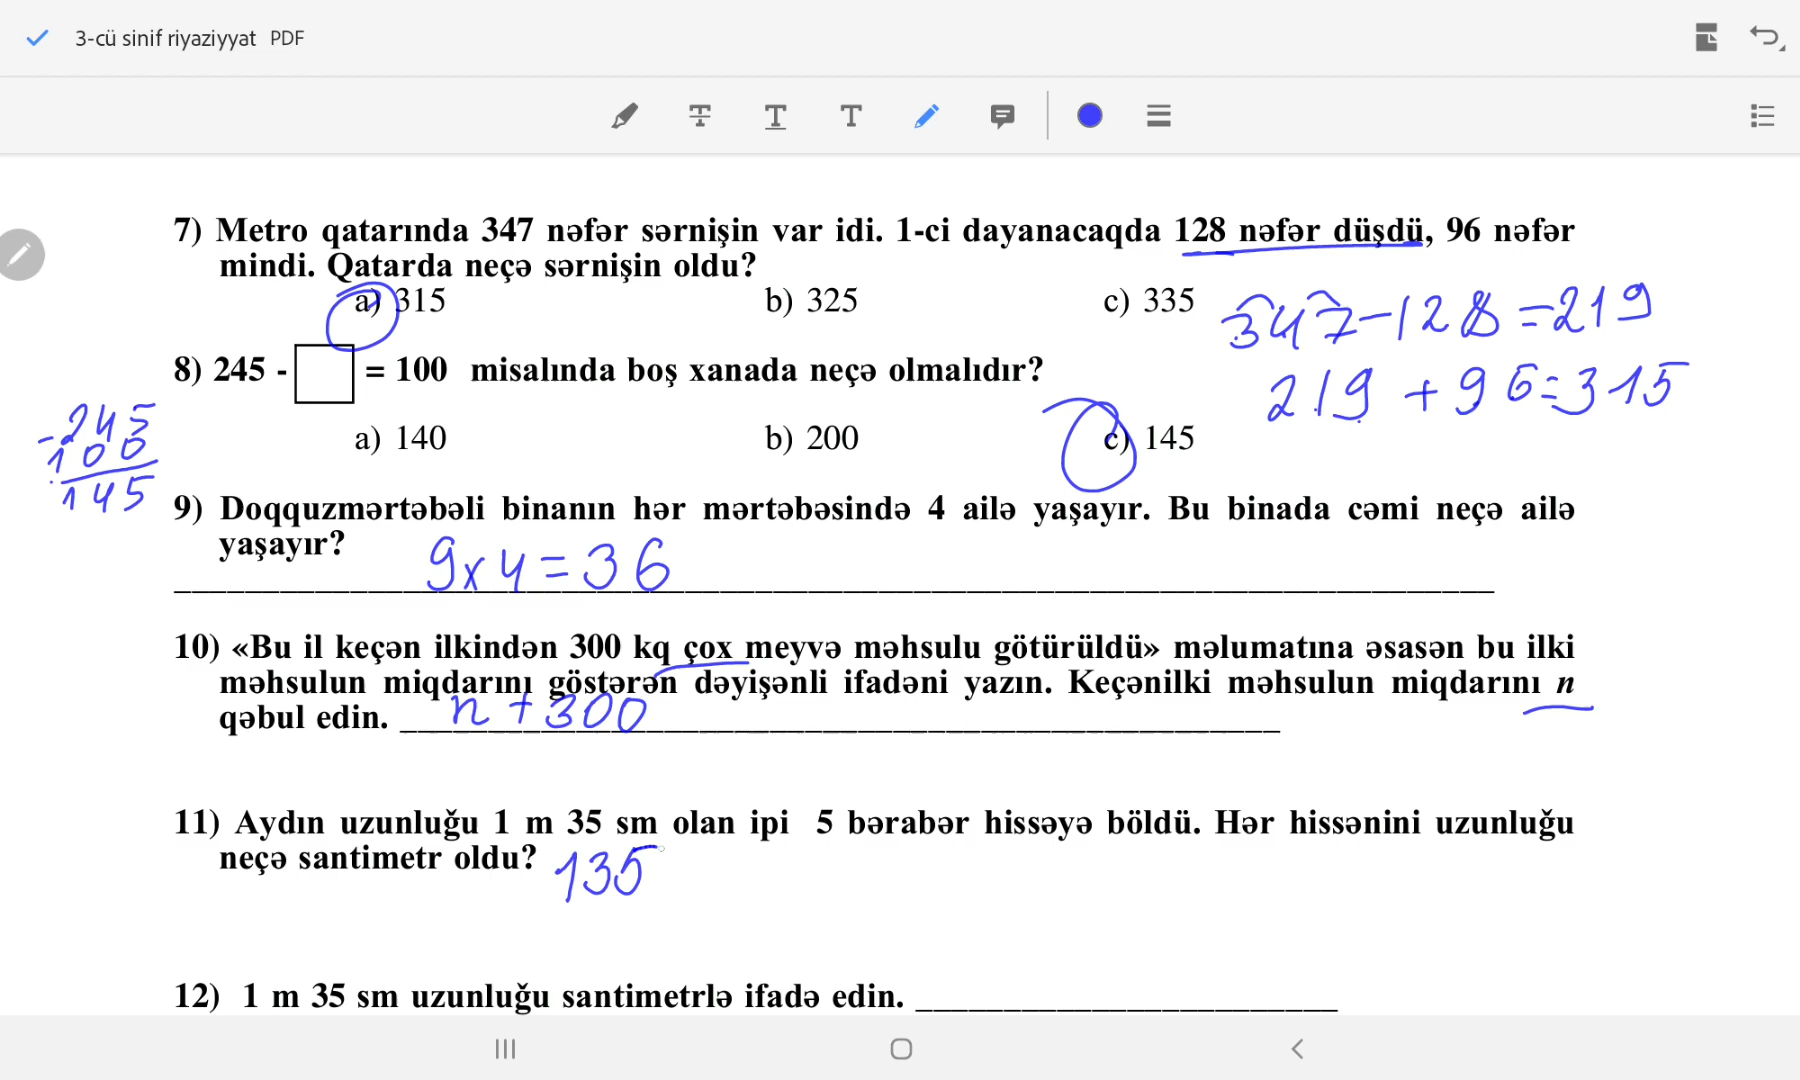 3-cü sinif riyaziyyat PDF
7) Metro qatarında 347 nəfər sərnişin var idi. 1-ci dayanacaqda 128 nəfər düşdü, 96 nəfər
mindi. Qatarda neçə sərnişin oldu?
a) 315 b) 325 c) 335
347-128=219
219+96=315
8) 245 - = 100 misalında boş xanada neçə olmalıdır?
-245
100
145
a) 140 b) 200 c) 145
9) Doqquzmərtəbəli binanın hər mərtəbəsində 4 ailə yaşayır. Bu binada cəmi neçə ailə
yaşayır? 9x4=36
10) «Bu il keçən ilkindən 300 kq çox meyvə məhsulu götürüldü» məlumatına əsasən bu ilki
məhsulun miqdarını göstərən dəyişənli ifadəni yazın. Keçənilki məhsulun miqdarını n
qəbul edin. n+300
11) Aydın uzunluğu 1 m 35 sm olan ipi 5 bərabər hissəyə böldü. Hər hissənini uzunluğu
neçə santimetr oldu? 135
12) 1 m 35 sm uzunluğu santimetrlə ifadə edin.